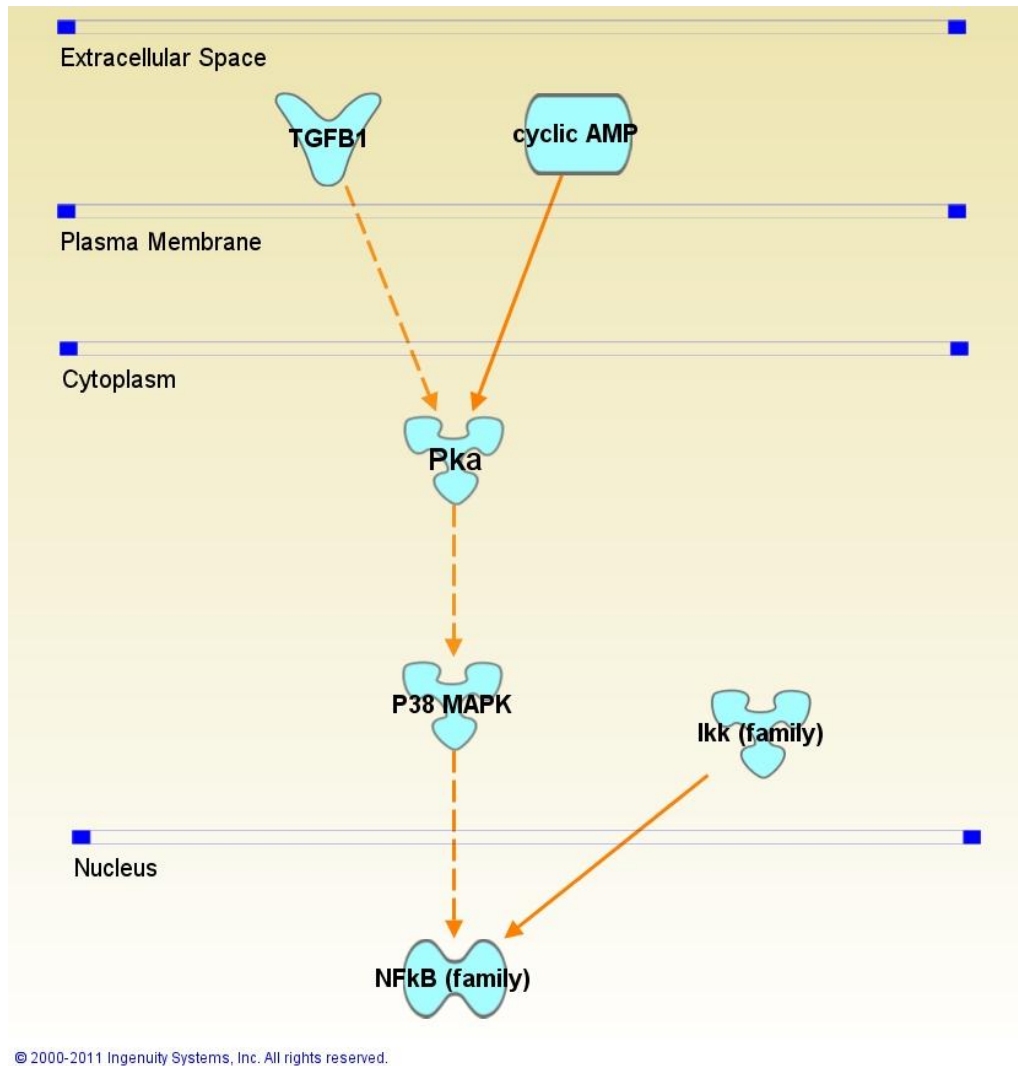 Extracellular Space
TGFB1
cyclic AMP
Plasma Membrane
Cytoplasm
Pka
P38 MAPK
Ikk (family)
Nucleus
NFkB (family)
© 2000-2011 Ingenuity Systems, Inc. All rights reserved.